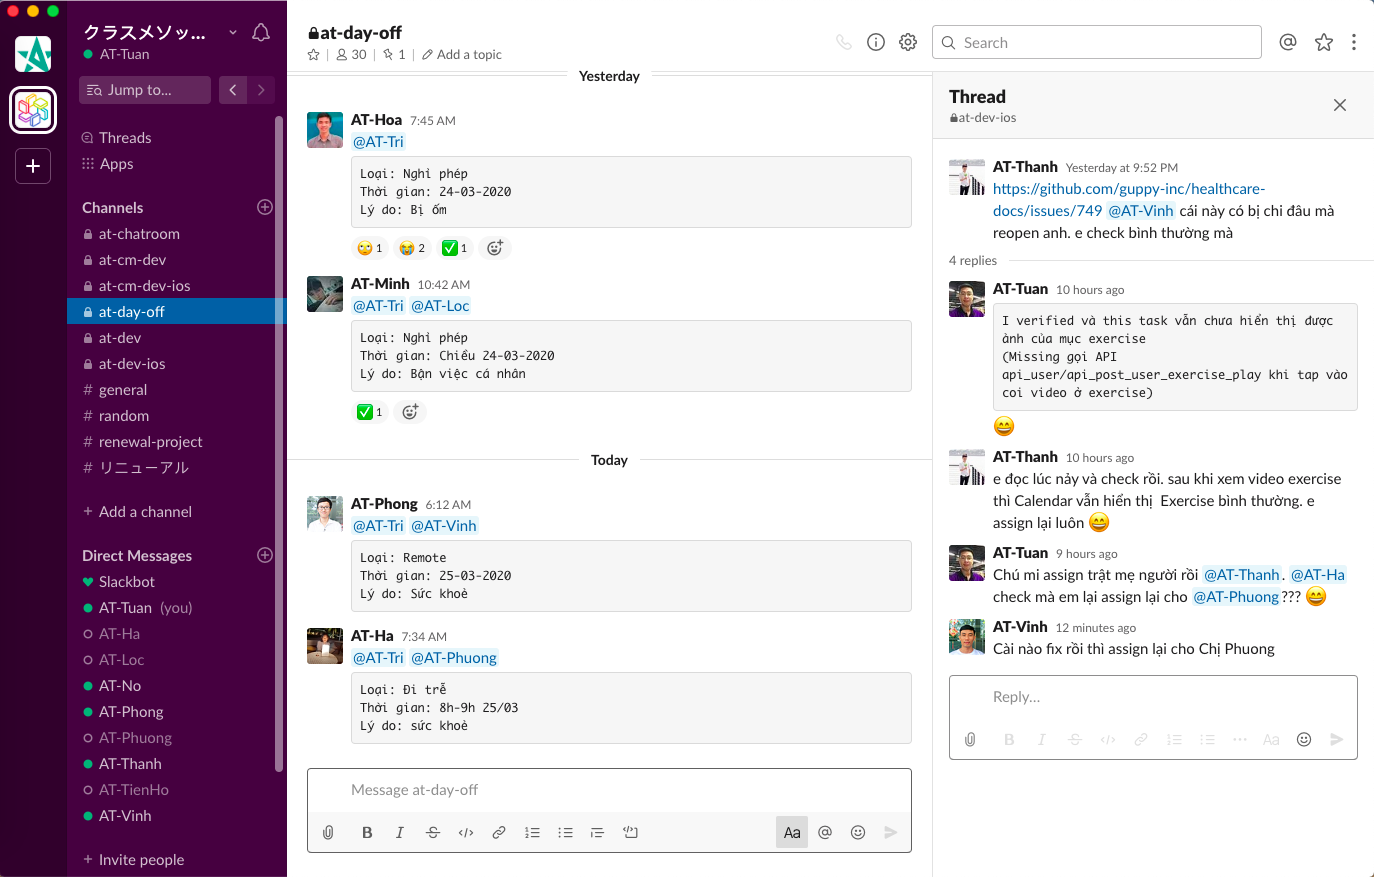 クラスメソッ...
AT-Tuan
Jump to...
Threads
Apps
Channels
at-chatroom
at-cm-dev
at-cm-dev-ios
at-day-off
at-dev
at-dev-ios
# general
# random
# renewal-project
# リニューアル
+ Add a channel
Direct Messages
Slackbot
AT-Tuan (you)
AT-Ha
AT-Loc
AT-No
AT-Phong
AT-Phuong
AT-Thanh
AT-TienHo
AT-Vinh
+ Invite people
at-day-off
30 | 1 | Add a topic
Search
Yesterday
AT-Hoa 7:45 AM
@AT-Tri
Loại: Nghỉ phép
Thời gian: 24-03-2020
Lý do: Bị ốm
1 2 1
AT-Minh 10:42 AM
@AT-Tri @AT-Loc
Loại: Nghỉ phép
Thời gian: Chiều 24-03-2020
Lý do: Bận việc cá nhân
1
Today
AT-Phong 6:12 AM
@AT-Tri @AT-Vinh
Loại: Remote
Thời gian: 25-03-2020
Lý do: Sức khoẻ
AT-Ha 7:34 AM
@AT-Tri @AT-Phuong
Loại: Đi trễ
Thời gian: 8h-9h 25/03
Lý do: sức khoẻ
Message at-day-off
B I S </> Aa @
Thread
at-dev-ios
AT-Thanh Yesterday at 9:52 PM
https://github.com/guppy-inc/healthcare-
docs/issues/749 @AT-Vinh cái này có bị chi đâu mà
reopen anh. e check bình thường mà
4 replies
AT-Tuan 10 hours ago
I verified và this task vẫn chưa hiển thị được
ảnh của mục exercise
(Missing gọi API
api_user/api_post_user_exercise_play khi tap vào
coi video ở exercise)
AT-Thanh 10 hours ago
e đọc lúc nảy và check rồi. sau khi xem video exercise
thì Calendar vẫn hiển thị Exercise bình thường. e
assign lại luôn
AT-Tuan 9 hours ago
Chú mi assign trật mẹ người rồi @AT-Thanh. @AT-Ha
check mà em lại assign lại cho @AT-Phuong???
AT-Vinh 12 minutes ago
Cài nào fix rồi thì assign lại cho Chị Phuong
Reply...
B I S </> Aa